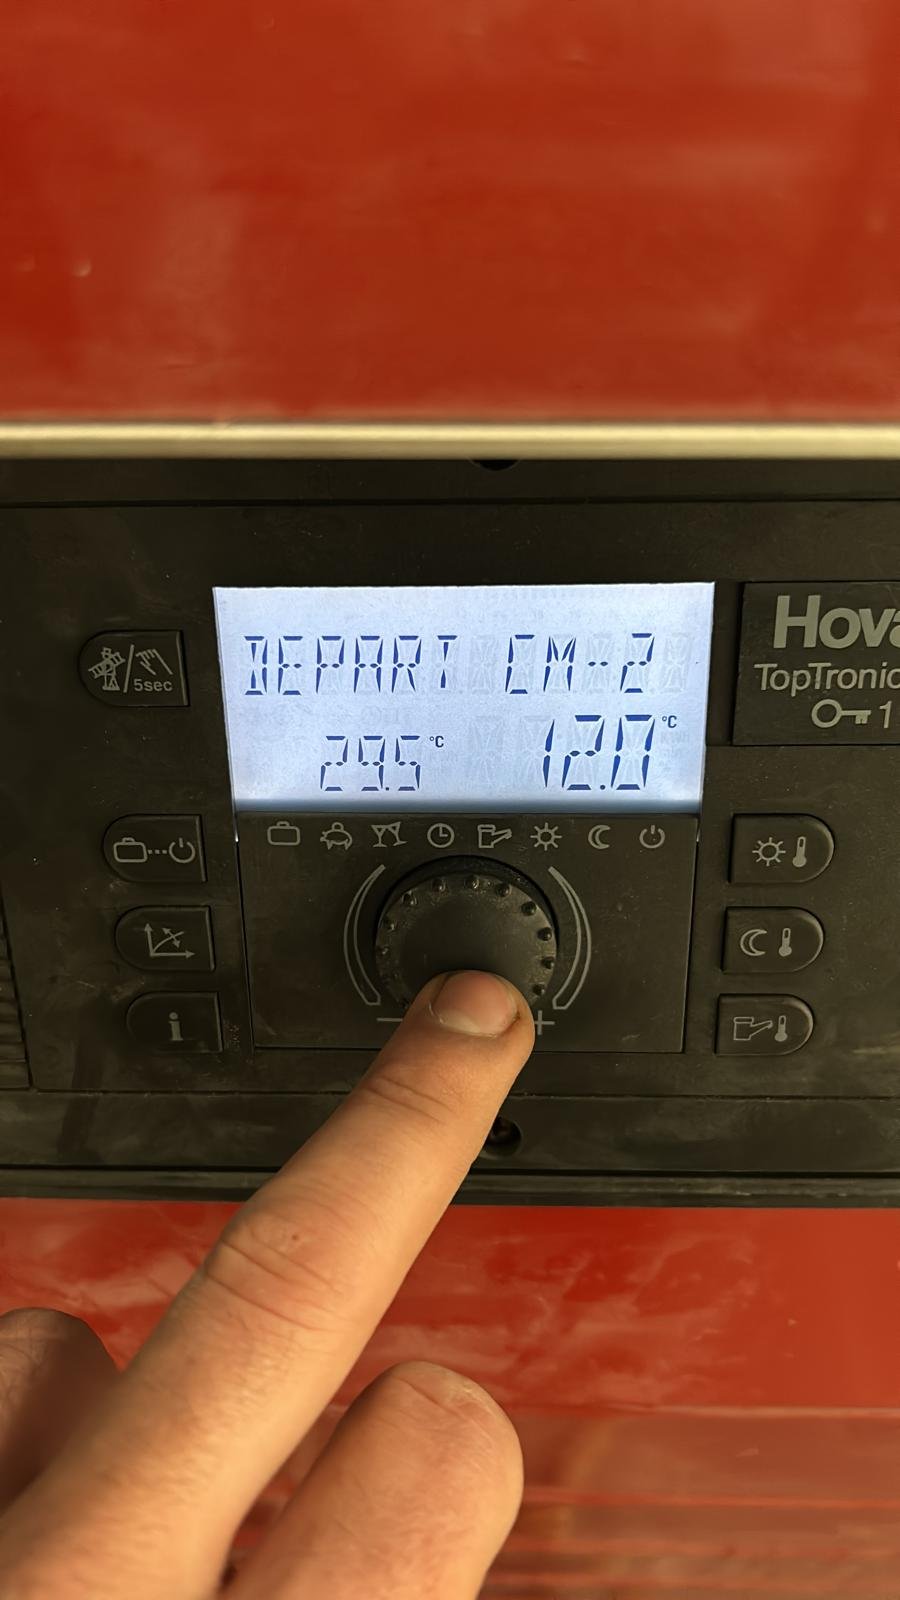 DEPART CM-2
29.5 °C 12.0 °C
5sec
Hova
TopTronic
1
i
- +